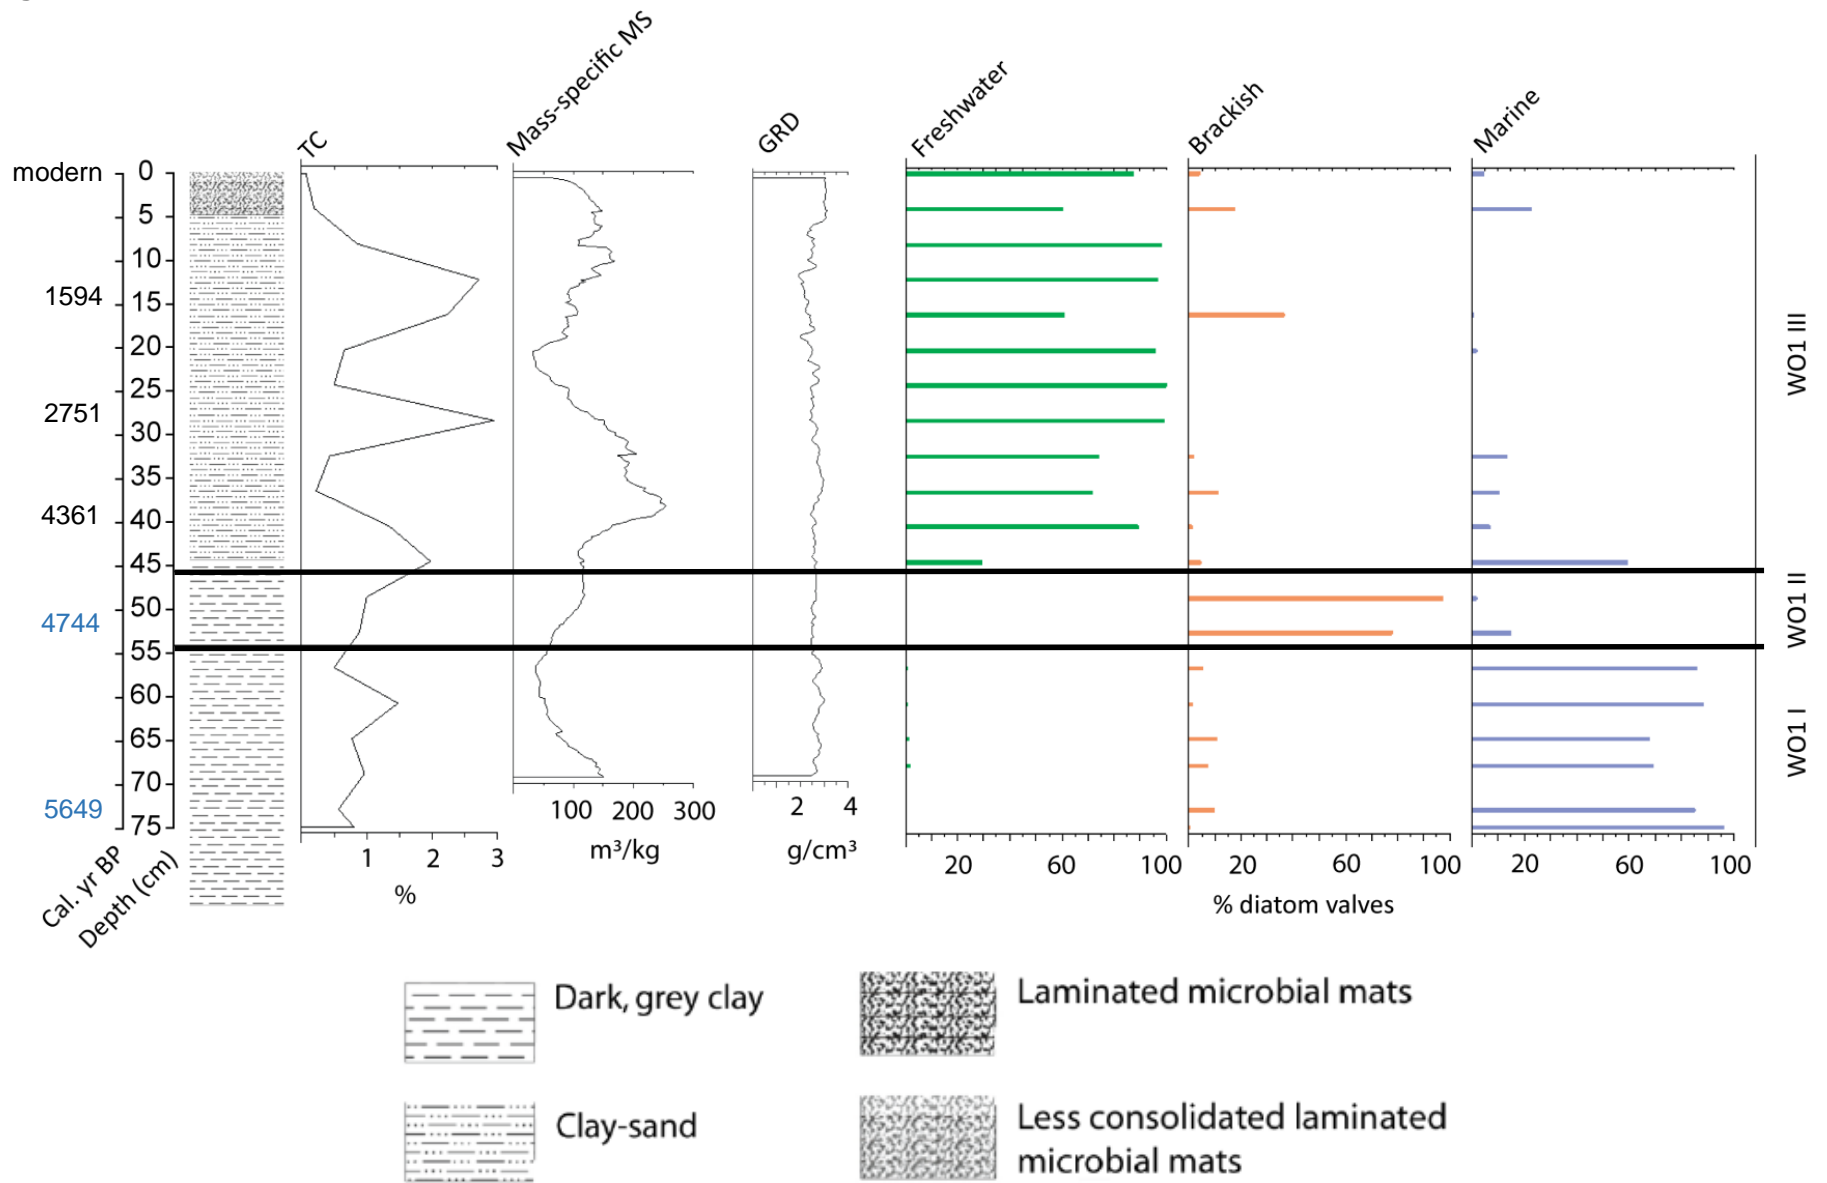 TC
Mass-specific MS
GRD
Freshwater
Brackish
Marine
modern
1594
2751
4361
4744
5649
Cal. yr BP
0
5
10
15
20
25
30
35
40
45
50
55
60
65
70
75
Depth (cm)
1 2 3
%
100 200 300
m³/kg
2 4
g/cm³
20 60 100
20 60 100
20 60 100
% diatom valves
WO1 III
WO1 II
WO1 I
Dark, grey clay
Laminated microbial mats
Clay-sand
Less consolidated laminated
microbial mats